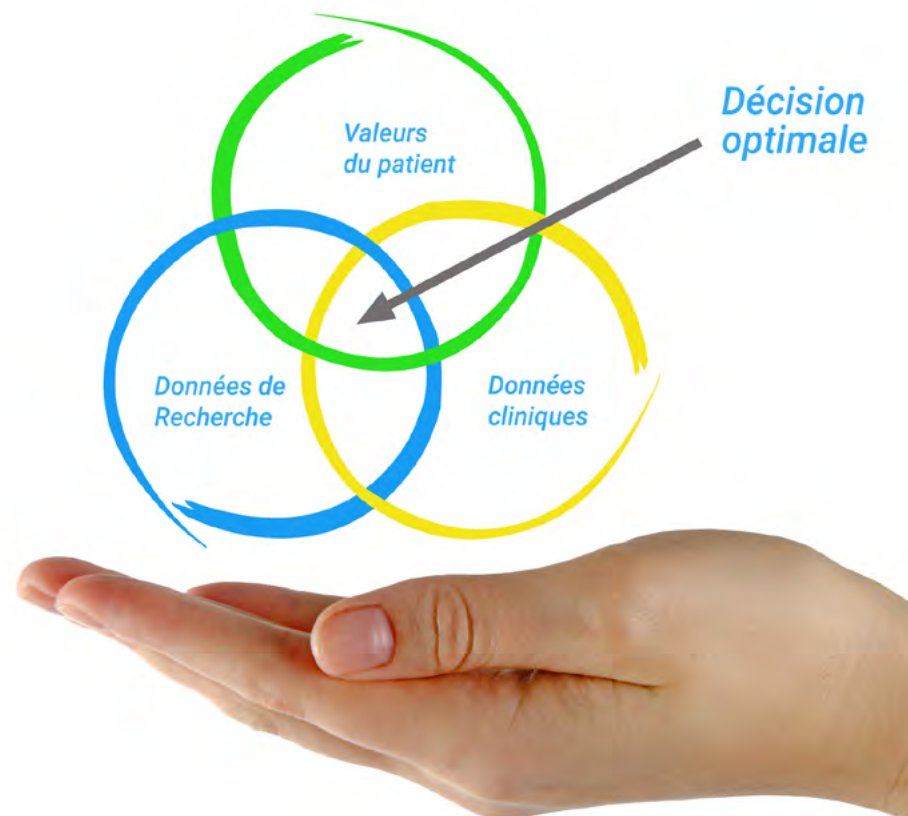 Valeurs
du patient
Décision
optimale
Données de
Recherche
Données
cliniques